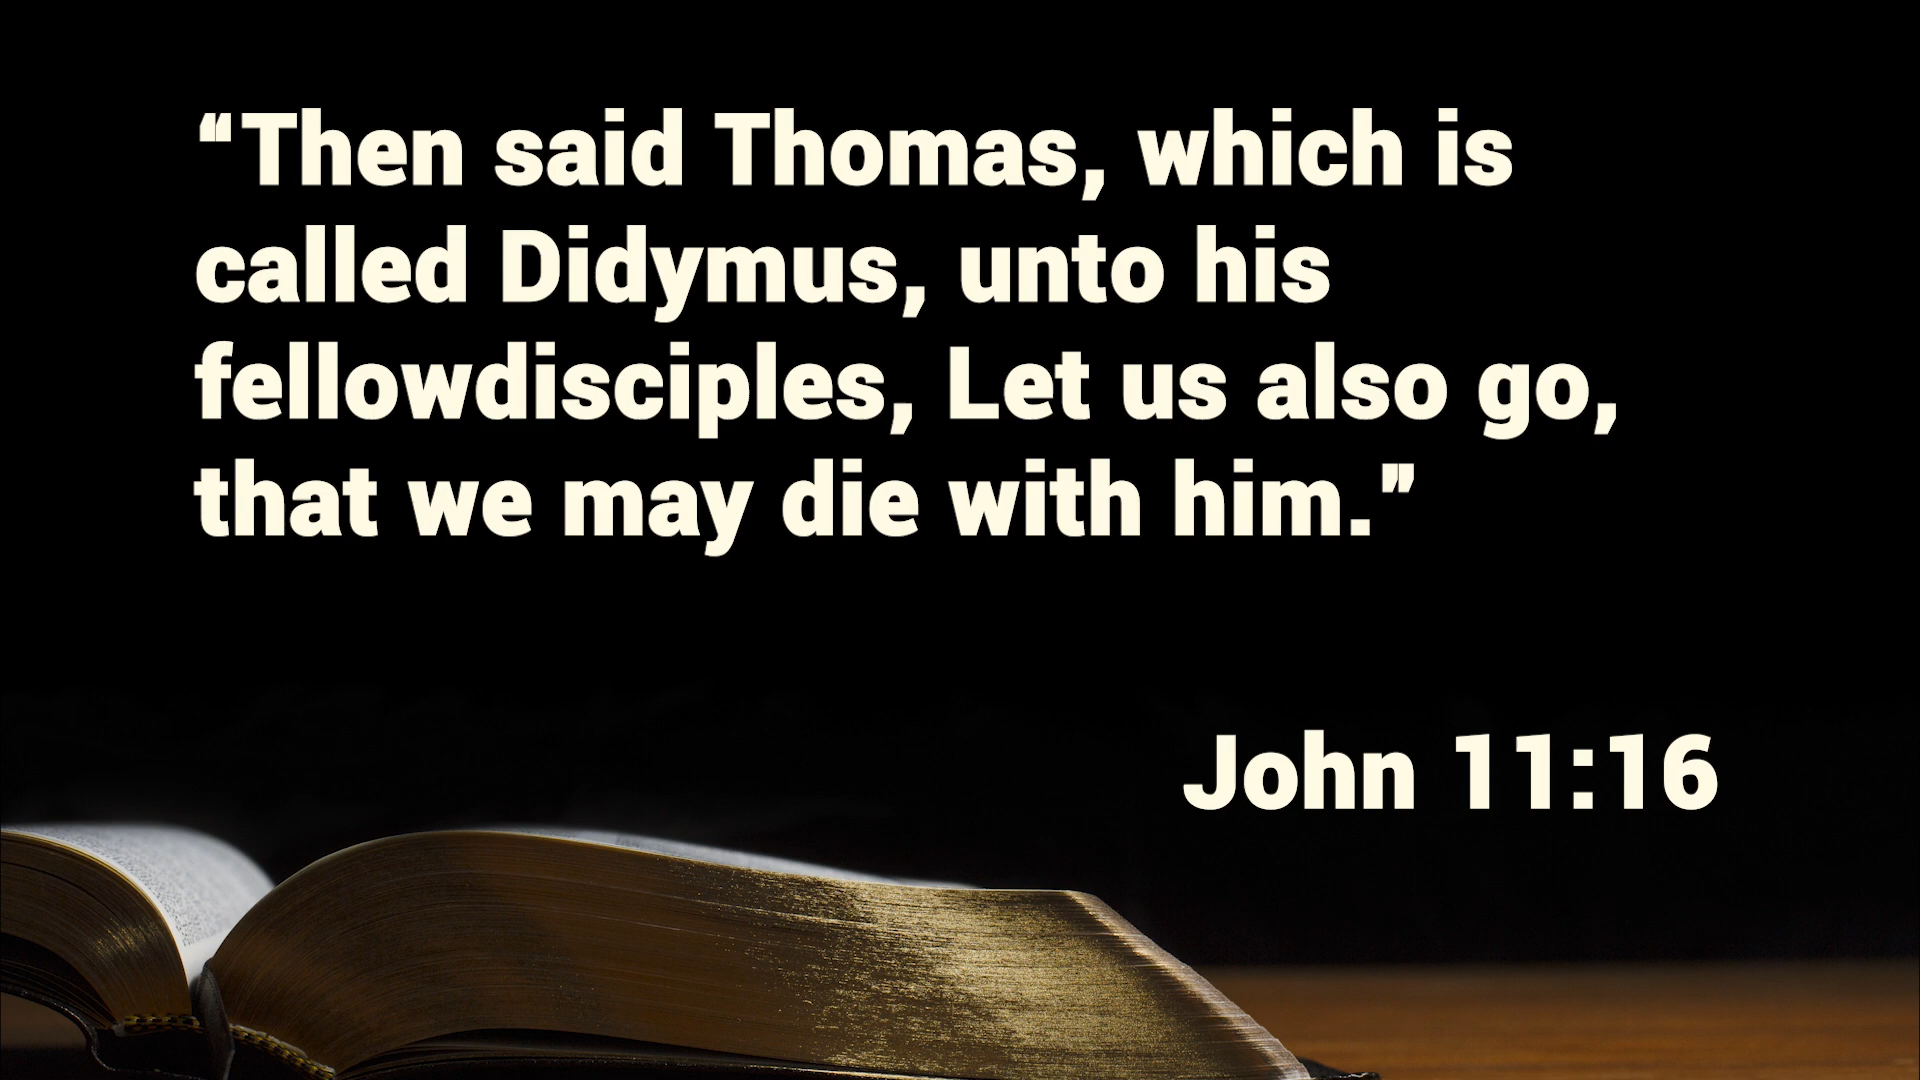 “Then said Thomas, which is
called Didymus, unto his
fellowdisciples, Let us also go,
that we may die with him.”
John 11:16